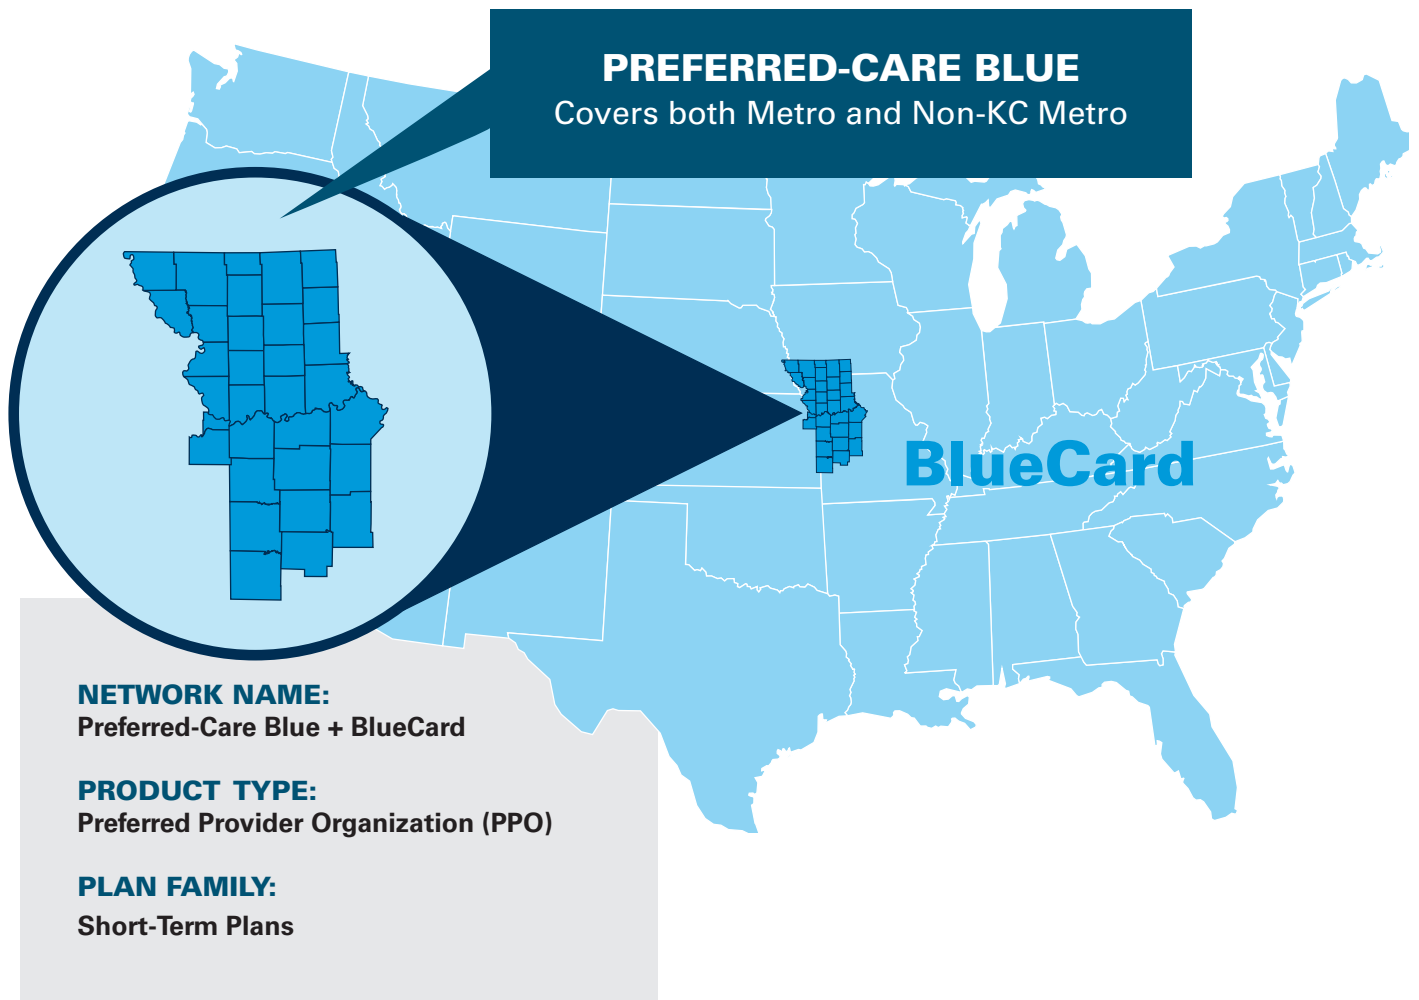 PREFERRED-CARE BLUE
Covers both Metro and Non-KC Metro
BlueCard
NETWORK NAME:
Preferred-Care Blue + BlueCard
PRODUCT TYPE:
Preferred Provider Organization (PPO)
PLAN FAMILY:
Short-Term Plans